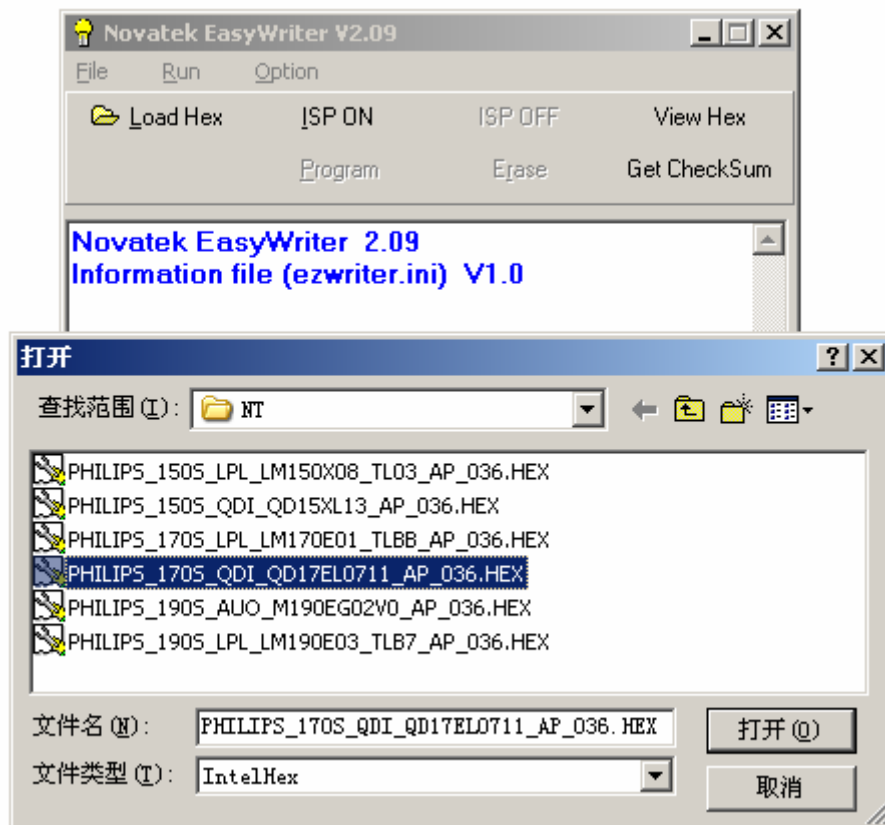 Novatek EasyWriter V2.09
File Run Option
Load Hex ISP ON ISP OFF View Hex
Program Erase Get CheckSum
Novatek EasyWriter 2.09
Information file (ezwriter.ini) V1.0
打开
查找范围(I): NT
PHILIPS_150S_LPL_LM150X08_TL03_AP_036.HEX
PHILIPS_150S_QDI_QD15XL13_AP_036.HEX
PHILIPS_170S_LPL_LM170E01_TLBB_AP_036.HEX
PHILIPS_170S_QDI_QD17EL0711_AP_036.HEX
PHILIPS_190S_AUO_M190EG02V0_AP_036.HEX
PHILIPS_190S_LPL_LM190E03_TLB7_AP_036.HEX
文件名(N): PHILIPS_170S_QDI_QD17EL0711_AP_036.HEX 打开(O)
文件类型(T): IntelHex 取消